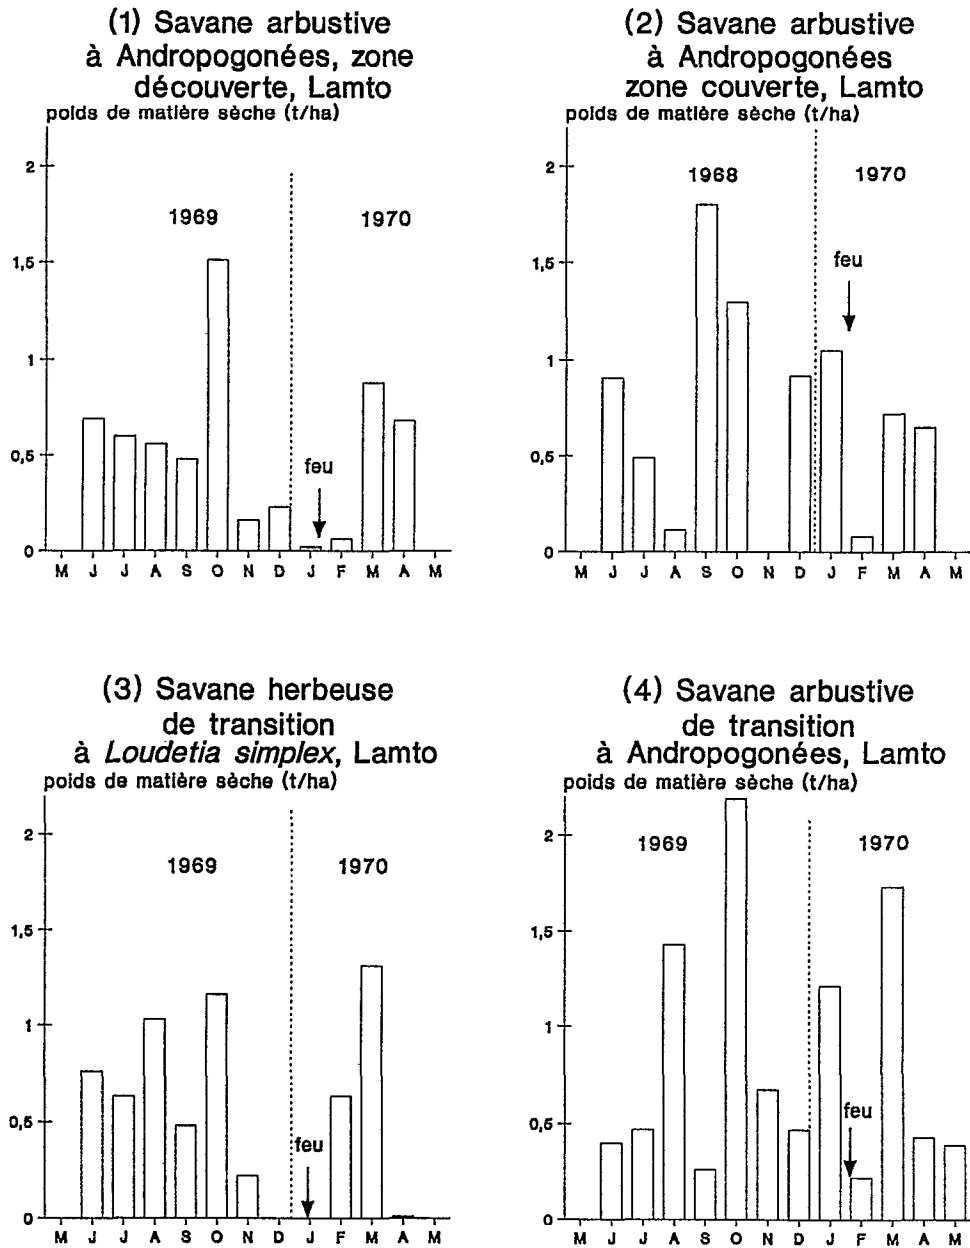 (1) Savane arbustive
à Andropogonées, zone
découverte, Lamto
poids de matière sèche (t/ha)
2
1969
1970
1,5
1
0,5
feu
0
M J J A S O N D J F M A M
(2) Savane arbustive
à Andropogonées
zone couverte, Lamto
poids de matière sèche (t/ha)
2
1968
1970
1,5
feu
1
0,5
0
M J J A S O N D J F M A M
(3) Savane herbeuse
de transition
à Loudetia simplex, Lamto
poids de matière sèche (t/ha)
2
1969
1970
1,5
1
0,5
feu
0
M J J A S O N D J F M A M
(4) Savane arbustive
de transition
à Andropogonées, Lamto
poids de matière sèche (t/ha)
2
1969
1970
1,5
1
0,5
feu
0
M J J A S O N D J F M A M